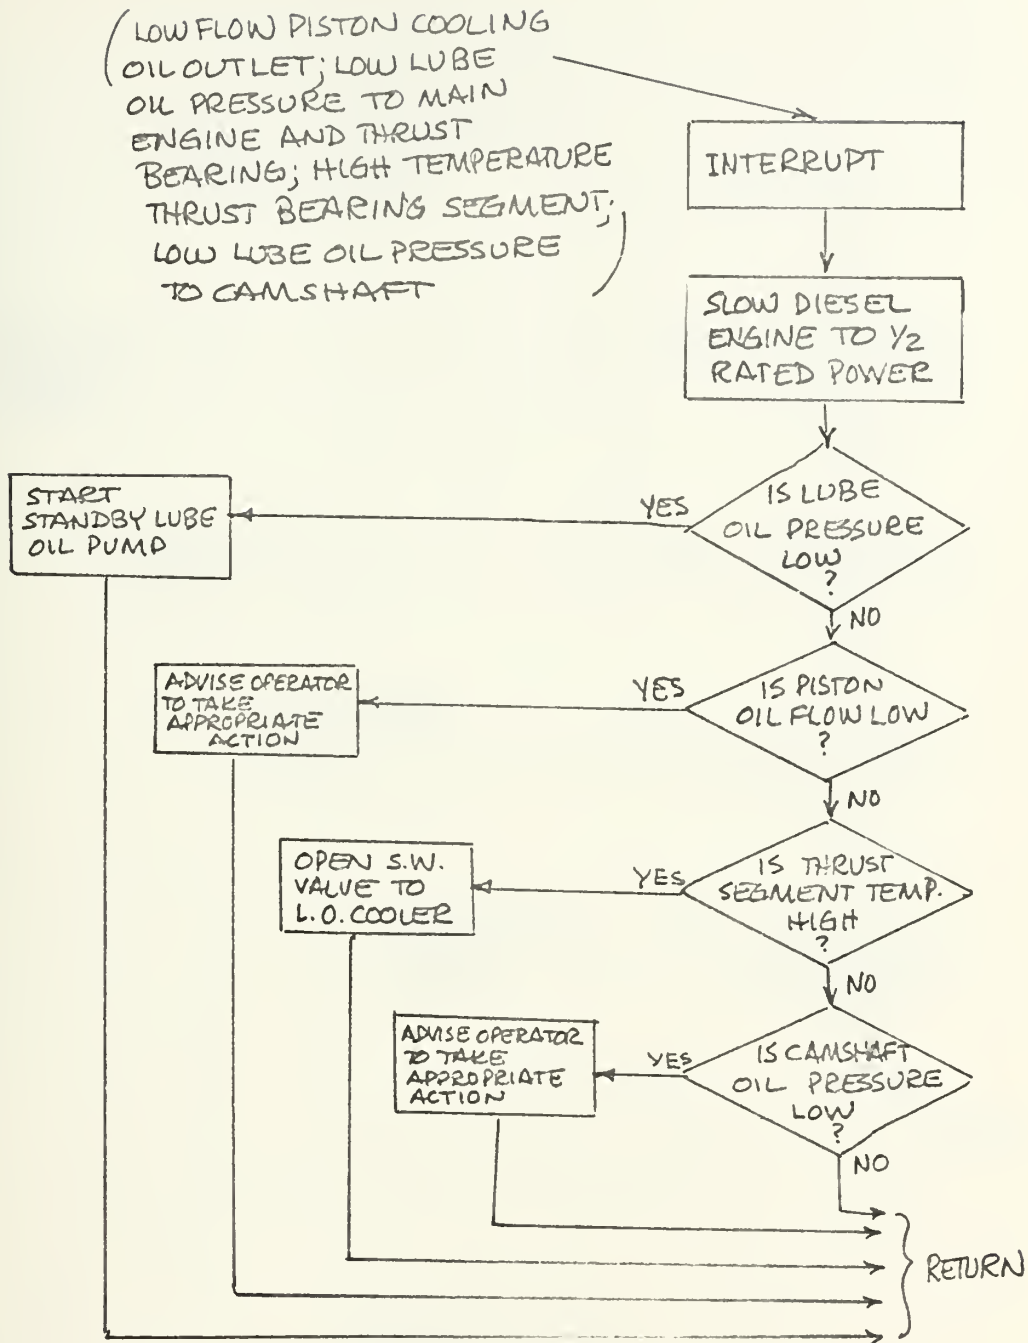 (LOW FLOW PISTON COOLING
OIL OUTLET; LOW LUBE
OIL PRESSURE TO MAIN
ENGINE AND THRUST
BEARING; HIGH TEMPERATURE
THRUST BEARING SEGMENT;
LOW LUBE OIL PRESSURE
TO CAMSHAFT)
INTERRUPT
SLOW DIESEL
ENGINE TO 1/2
RATED POWER
IS LUBE
OIL PRESSURE
LOW
?
YES
START
STANDBY LUBE
OIL PUMP
NO
IS PISTON
OIL FLOW LOW
?
YES
ADVISE OPERATOR
TO TAKE
APPROPRIATE
ACTION
NO
IS THRUST
SEGMENT TEMP.
HIGH
?
YES
OPEN S.W.
VALUE TO
L.O. COOLER
NO
IS CAMSHAFT
OIL PRESSURE
LOW
?
YES
ADVISE OPERATOR
TO TAKE
APPROPRIATE
ACTION
NO
RETURN